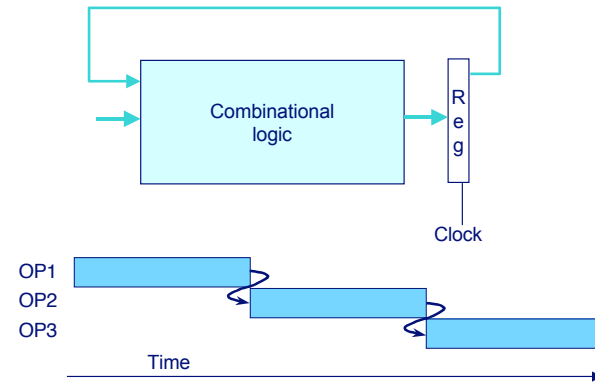 Combinational
logic
R
e
g
Clock
OP1
OP2
OP3
Time